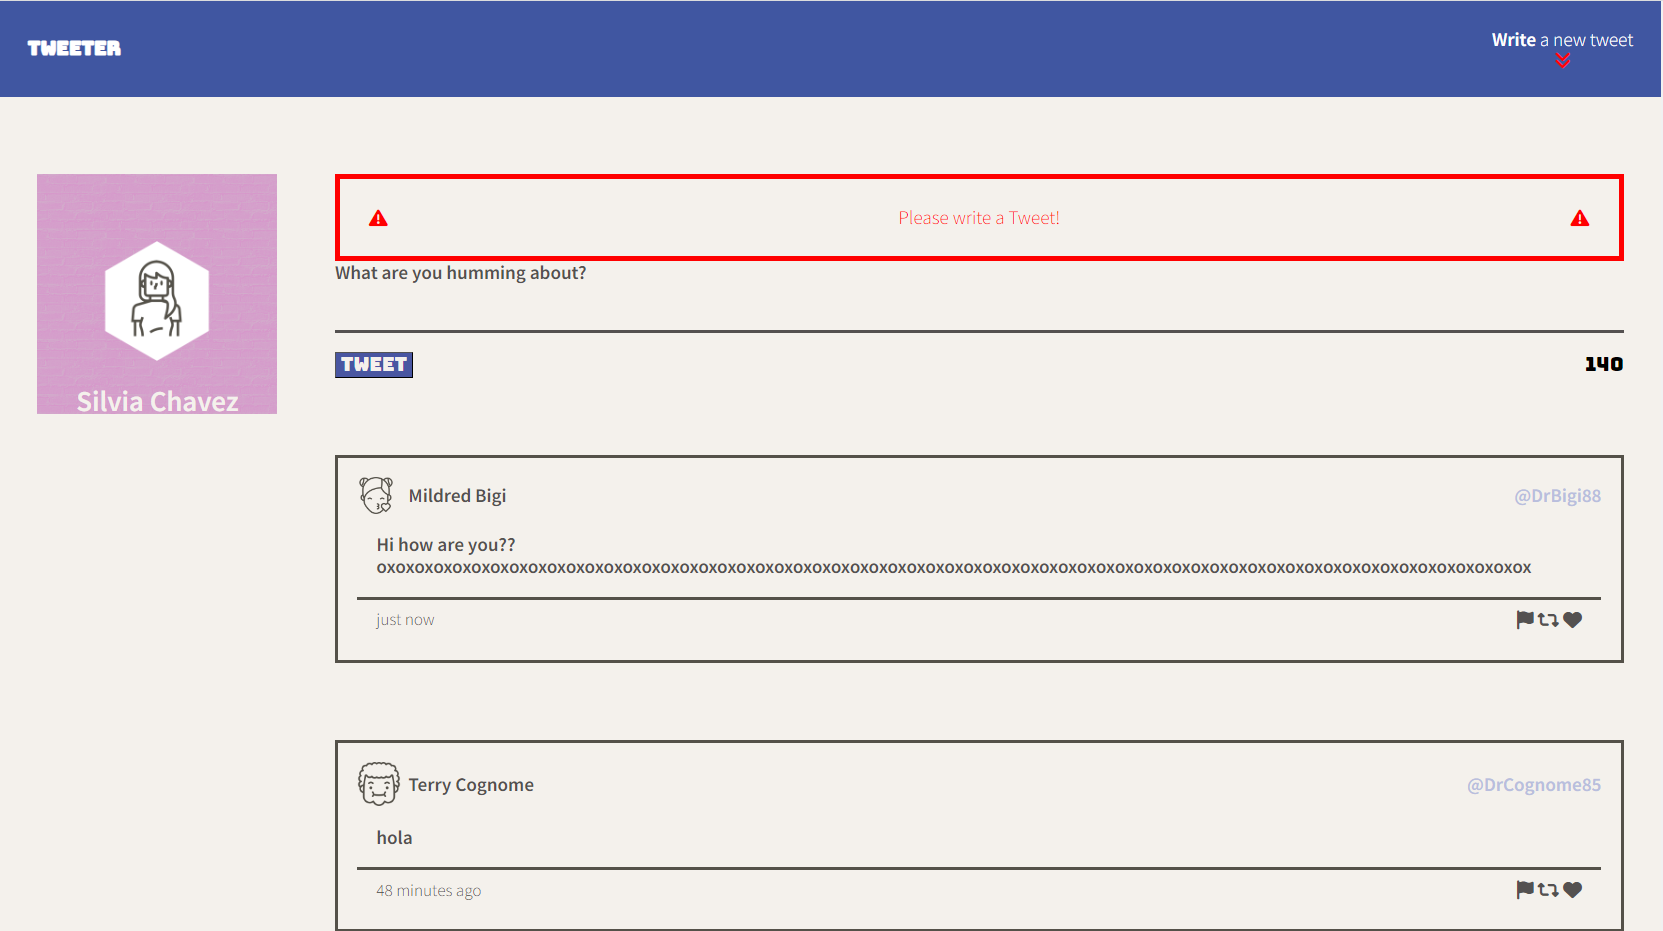 TWEETER
Write a new tweet
Silvia Chavez
Please write a Tweet!
What are you humming about?
TWEET
140
Mildred Bigi
@DrBigi88
Hi how are you??
oxoxoxoxoxoxoxoxoxoxoxoxoxoxoxoxoxoxoxoxoxoxoxoxoxoxoxoxoxoxoxoxoxoxoxoxoxoxoxoxoxoxoxoxoxoxoxoxoxoxoxoxoxoxoxoxoxoxoxox
just now
Terry Cognome
@DrCognome85
hola
48 minutes ago